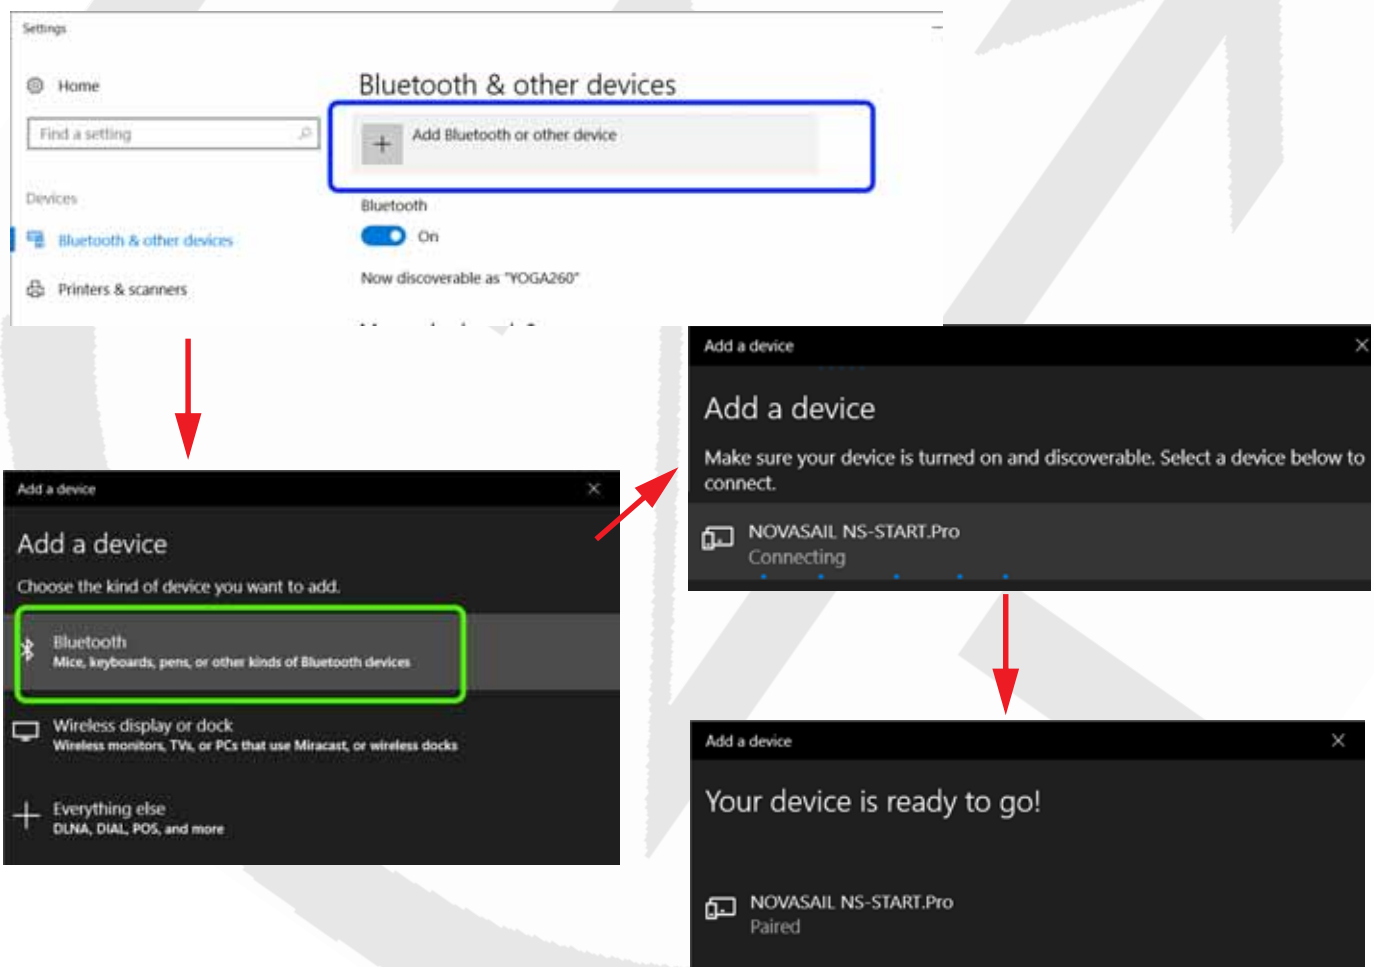 Settings
Home
Find a setting
Devices
Bluetooth & other devices
Printers & scanners
Bluetooth & other devices
Add Bluetooth or other device
Bluetooth
On
Now discoverable as "YOGA260"
Add a device
Add a device
Choose the kind of device you want to add.
Bluetooth
Mice, keyboards, pens, or other kinds of Bluetooth devices
Wireless display or dock
Wireless monitors, TVs, or PCs that use Miracast, or wireless docks
Everything else
DLNA, DIAL, POS, and more
Add a device
Add a device
Make sure your device is turned on and discoverable. Select a device below to
connect.
NOVASAIL NS-START.Pro
Connecting
Add a device
Your device is ready to go!
NOVASAIL NS-START.Pro
Paired